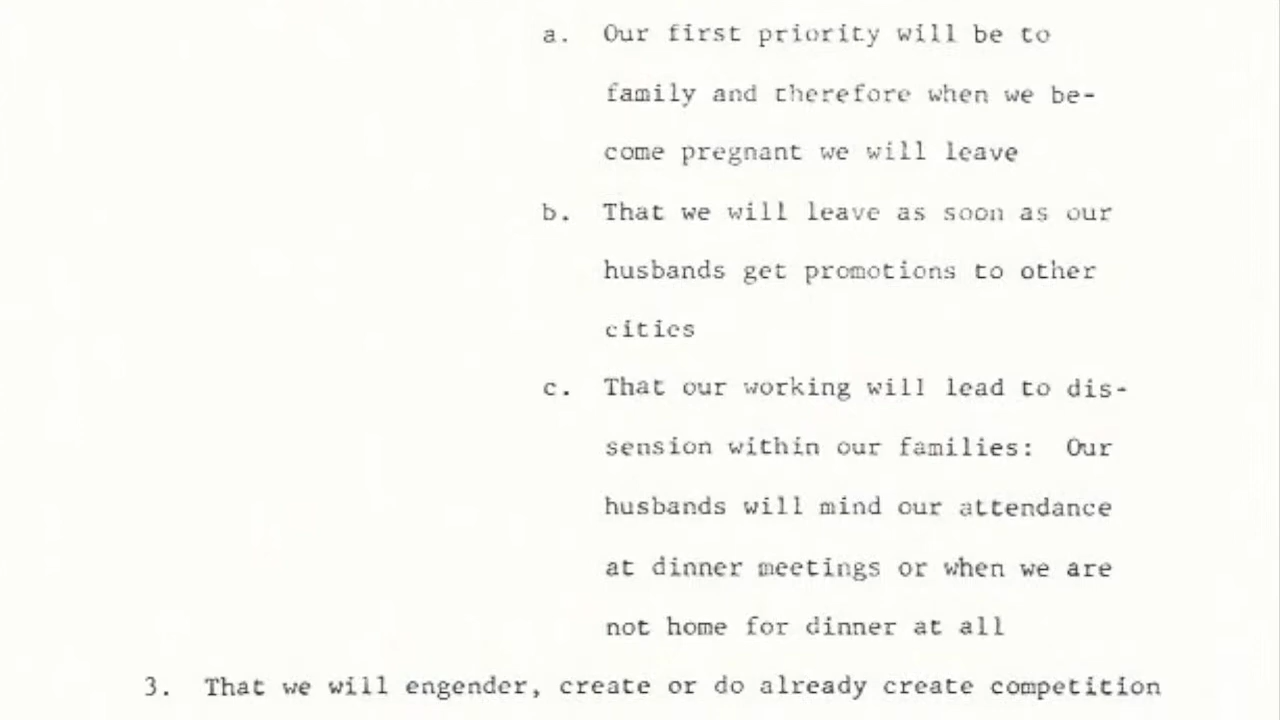 a. Our first priority will be to
family and therefore when we be-
come pregnant we will leave
b. That we will leave as soon as our
husbands get promotions to other
cities
c. That our working will lead to dis-
sension within our families: Our
husbands will mind our attendance
at dinner meetings or when we are
not home for dinner at all
3. That we will engender, create or do already create competition